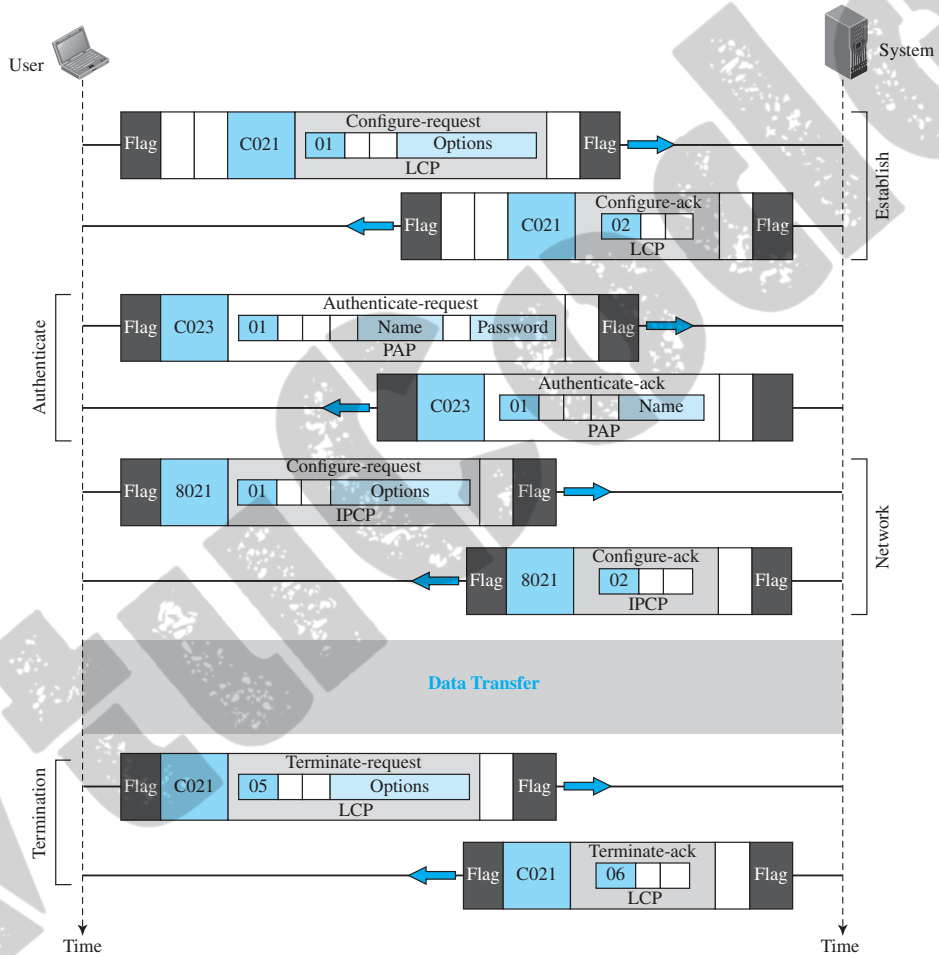 User
System
Configure-request
Flag
C021
01
Options
Flag
LCP
Configure-ack
Flag
C021
02
Flag
LCP
Establish
Authenticate-request
Flag
C023
01
Name
Password
Flag
PAP
Authenticate-ack
C023
01
Name
PAP
Authenticate
Configure-request
Flag
8021
01
Options
Flag
IPCP
Configure-ack
Flag
8021
02
Flag
IPCP
Network
Data Transfer
Terminate-request
Flag
C021
05
Options
Flag
LCP
Terminate-ack
Flag
C021
06
Flag
LCP
Termination
Time
Time